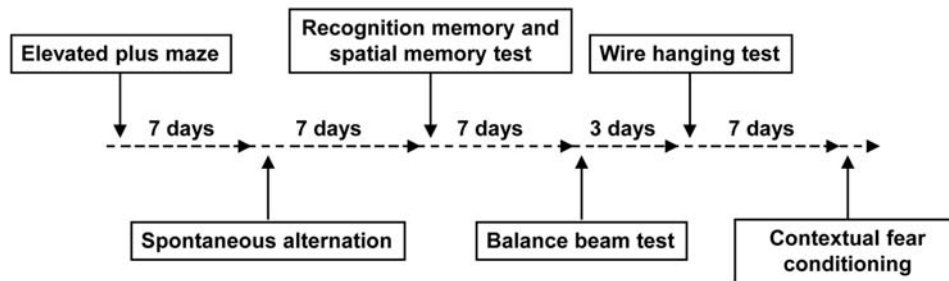 Recognition memory and
spatial memory test
Elevated plus maze
Wire hanging test
7 days
7 days
7 days
3 days
7 days
Spontaneous alternation
Balance beam test
Contextual fear
conditioning